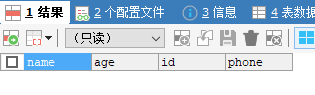 1 结果 2 个配置文件 3 信息 4 表数据
（只读）
name age id phone